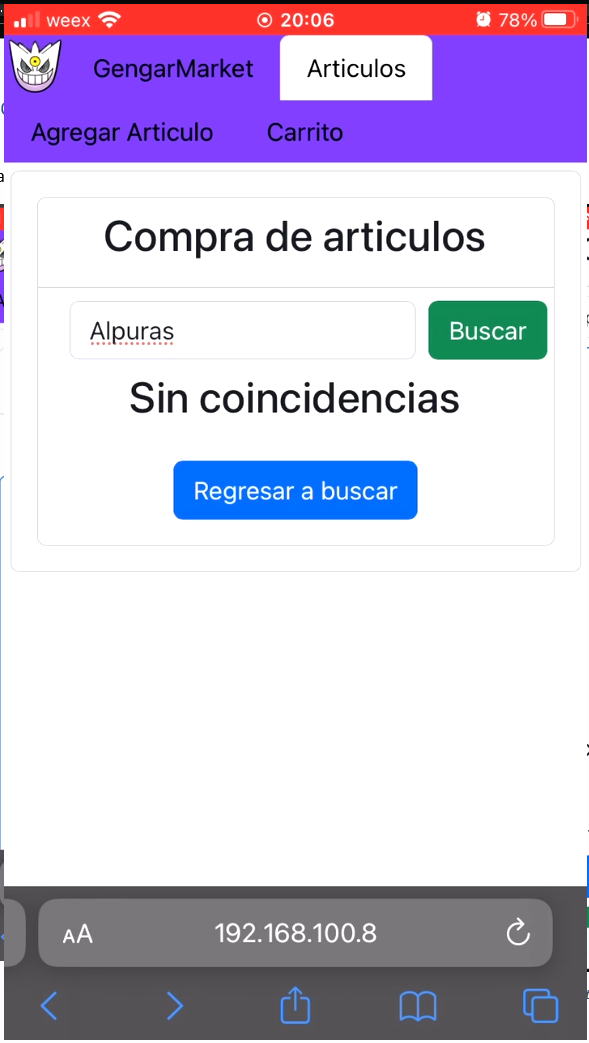 weex 20:06 78%
GengarMarket Articulos
Agregar Articulo Carrito
Compra de articulos
Alpuras Buscar
Sin coincidencias
Regresar a buscar
AA 192.168.100.8